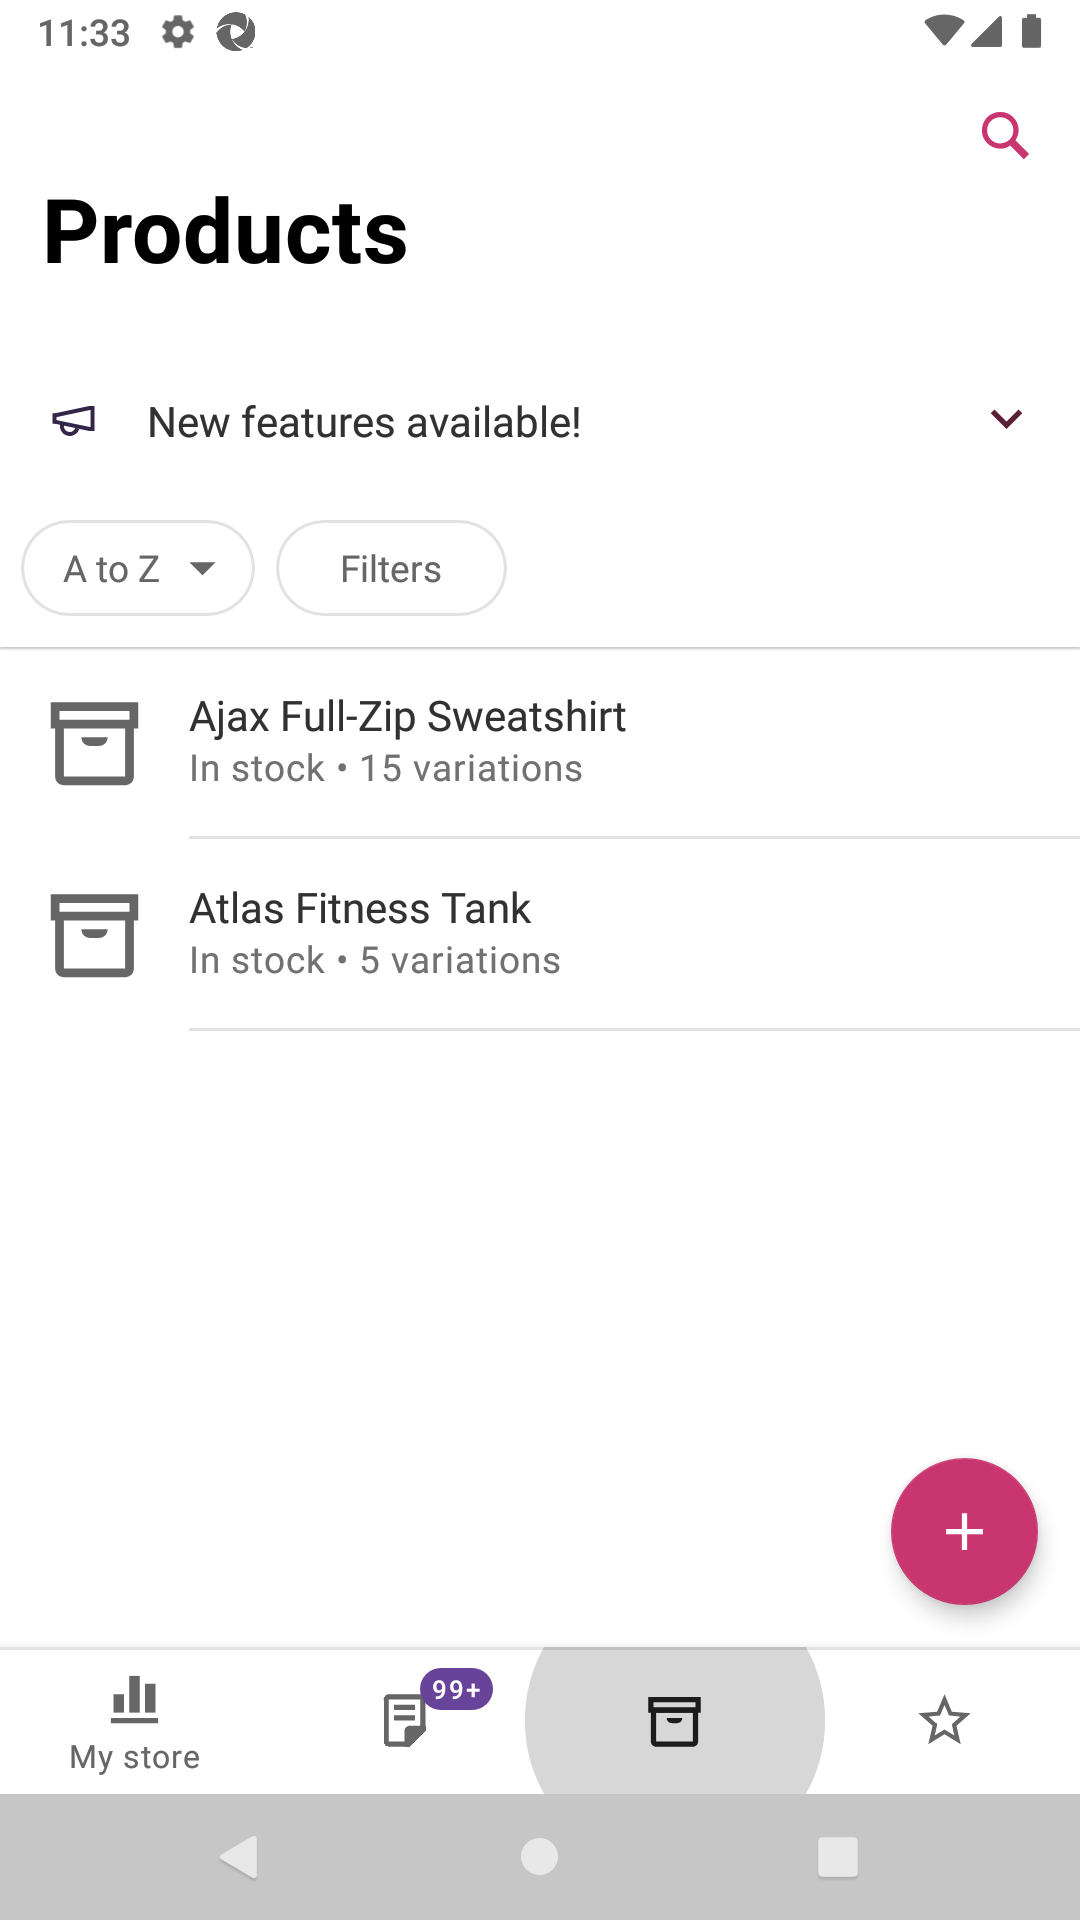 11:33
Products
New features available!
A to Z
Filters
Ajax Full-Zip Sweatshirt
In stock • 15 variations
Atlas Fitness Tank
In stock • 5 variations
99+
My store